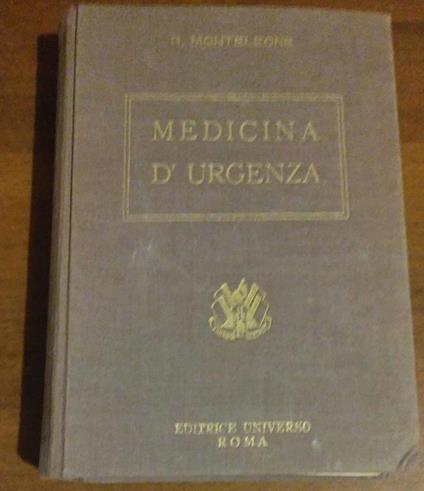 R. MONTELEONE
MEDICINA
D' URGENZA
EDITRICE UNIVERSO
ROMA